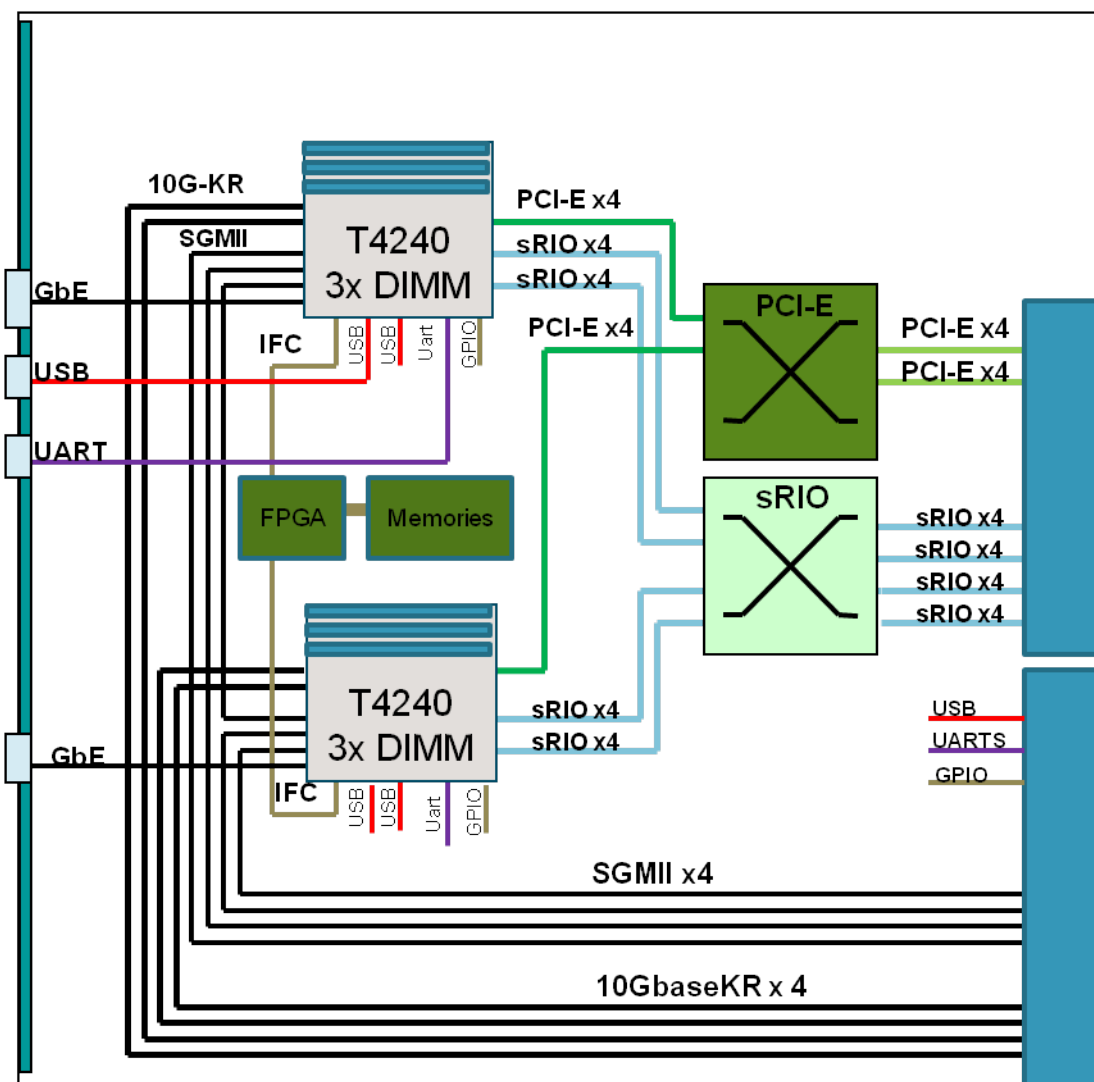 10G-KR
PCI-E x4
SGMII
T4240
3x DIMM
sRIO x4
sRIO x4
GbE
PCI-E x4
PCI-E
PCI-E x4
IFC
USB
USB
Uart
GPIO
USB
PCI-E x4
UART
FPGA
Memories
sRIO
sRIO x4
sRIO x4
sRIO x4
sRIO x4
T4240
3x DIMM
sRIO x4
sRIO x4
USB
UARTS
GPIO
GbE
IFC
USB
USB
Uart
GPIO
SGMII x4
10GbaseKR x 4